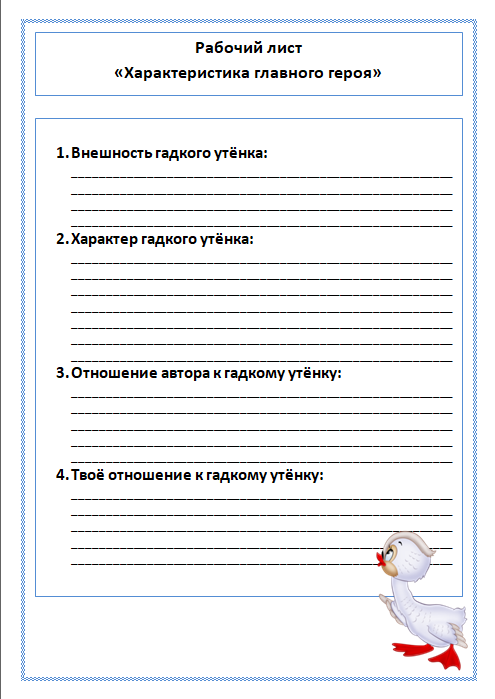 Рабочий лист
«Характеристика главного героя»
1. Внешность гадкого утёнка:
2. Характер гадкого утёнка:
3. Отношение автора к гадкому утёнку:
4. Твоё отношение к гадкому утёнку: